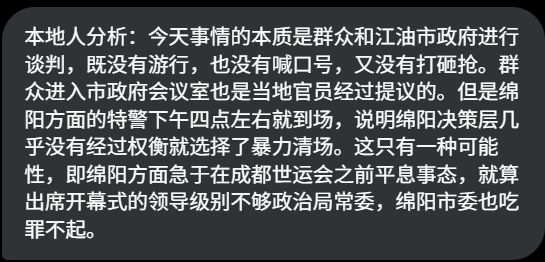 本地人分析：今天事情的本质是群众和江油市政府进行
谈判，既没有游行，也没有喊口号，又没有打砸抢。群
众进入市政府会议室也是当地官员经过提议的。但是绵
阳方面的特警下午四点左右就到场，说明绵阳决策层几
乎没有经过权衡就选择了暴力清场。这只有一种可能
性，即绵阳方面急于在成都世运会之前平息事态，就算
出席开幕式的领导级别不够政治局常委，绵阳市委也吃
罪不起。